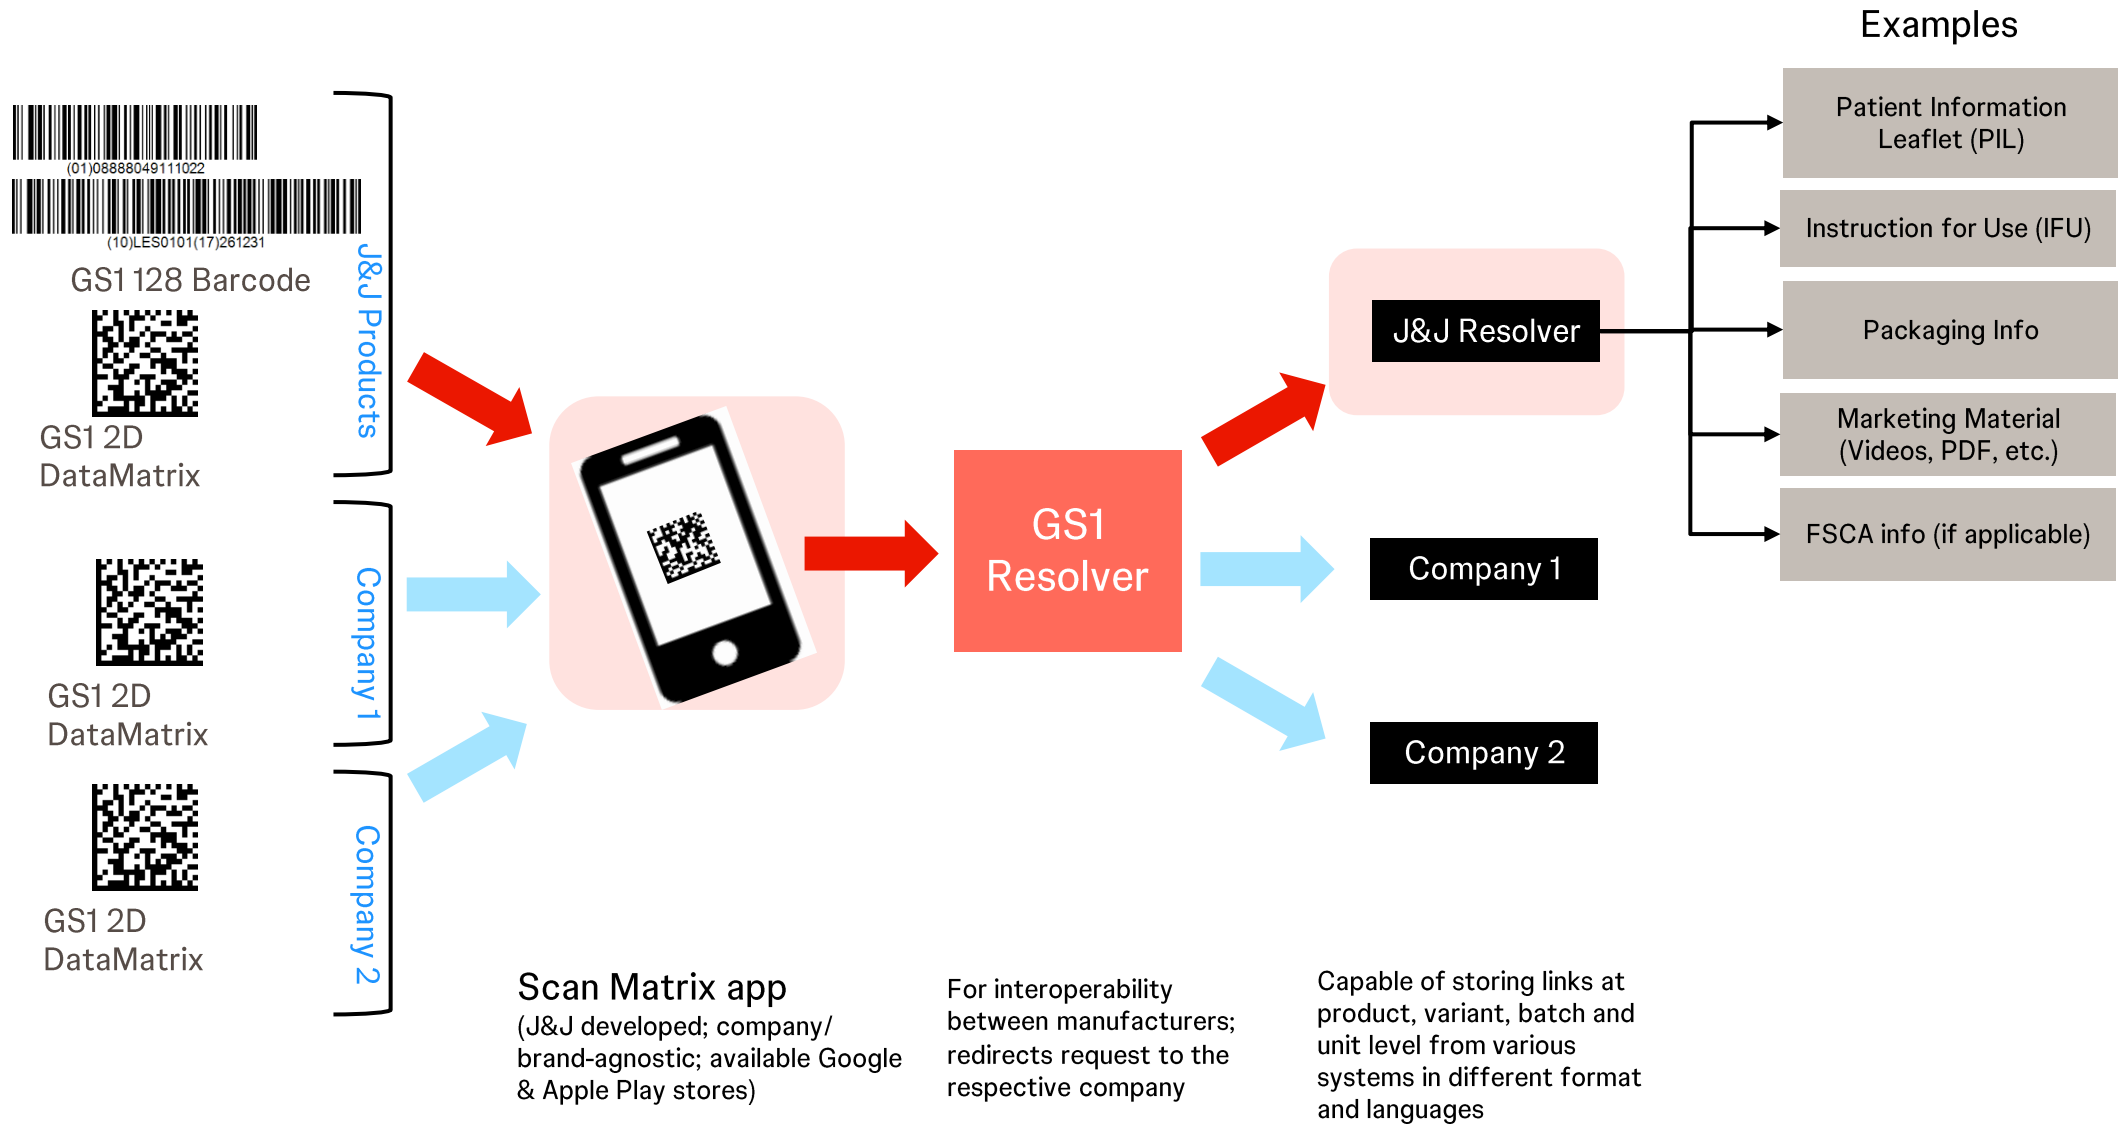 Examples
(01)08888049111022
(10)LES0101(17)261231
GS1 128 Barcode
GS1 2D
DataMatrix
J&J Products
GS1 2D
DataMatrix
Company 1
GS1 2D
DataMatrix
Company 2
Scan Matrix app
(J&J developed; company/
brand-agnostic; available Google
& Apple Play stores)
GS1
Resolver
For interoperability
between manufacturers;
redirects request to the
respective company
J&J Resolver
Company 1
Company 2
Capable of storing links at
product, variant, batch and
unit level from various
systems in different format
and languages
Patient Information
Leaflet (PIL)
Instruction for Use (IFU)
Packaging Info
Marketing Material
(Videos, PDF, etc.)
FSCA info (if applicable)